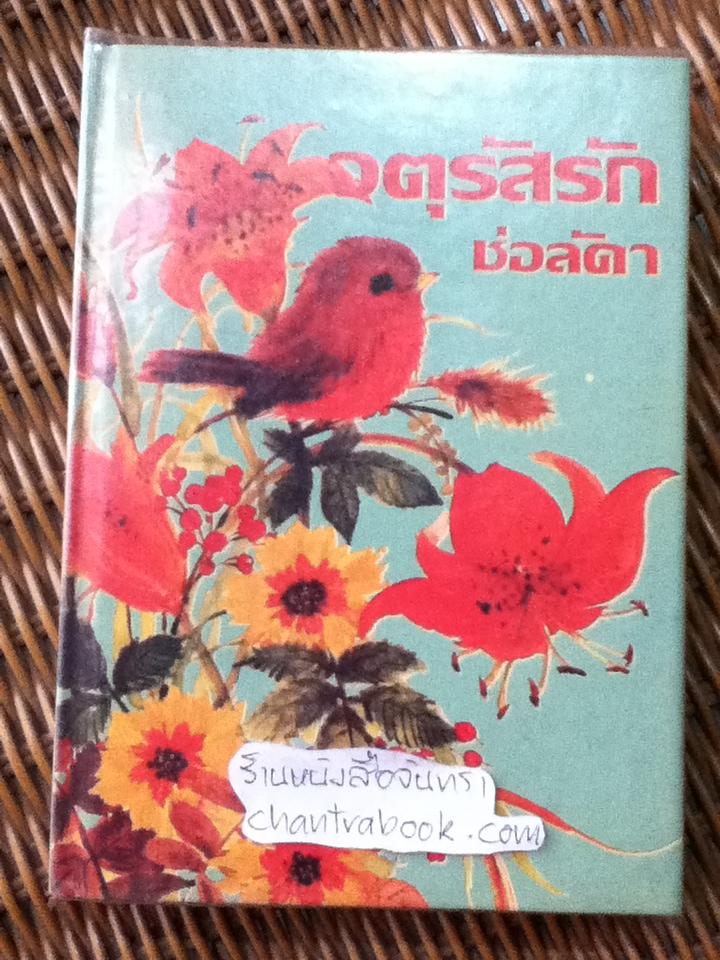 จตุรัสรัก
ช่อลัดา
ร้านหนังสือจันทรา
chantrabook.com